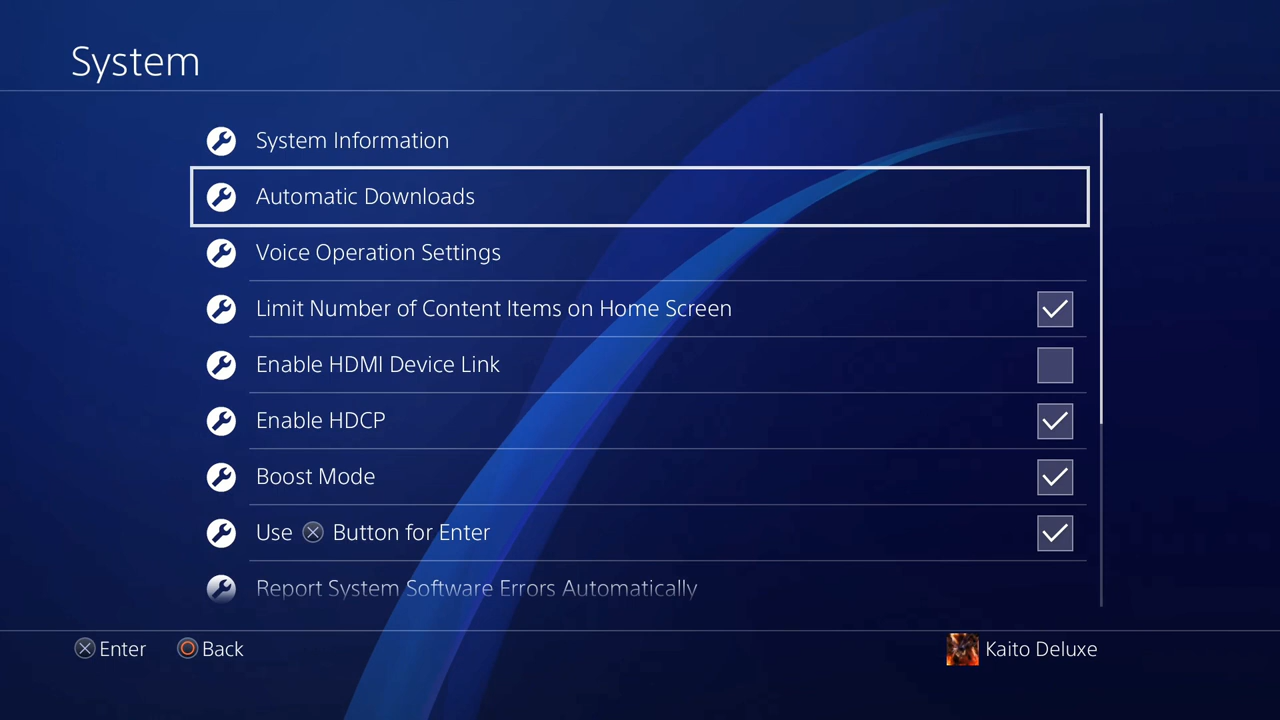 System
System Information
Automatic Downloads
Voice Operation Settings
Limit Number of Content Items on Home Screen
Enable HDMI Device Link
Enable HDCP
Boost Mode
Use Button for Enter
Report System Software Errors Automatically
Enter Back Kaito Deluxe